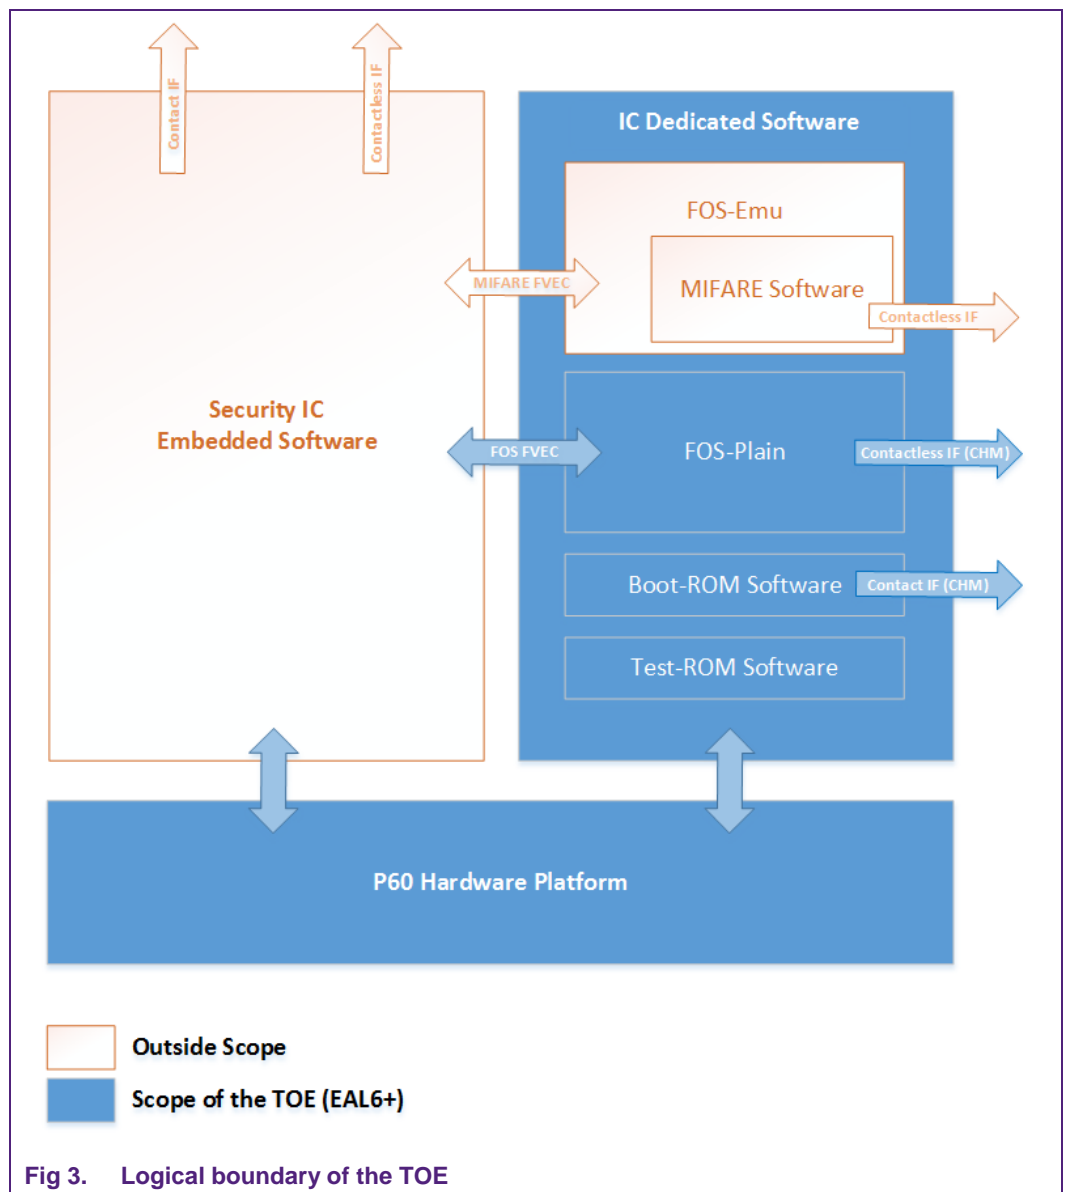 Contact IF
Contactless IF
IC Dedicated Software
FOS-Emu
MIFARE FVEC
MIFARE Software
Contactless IF
Security IC
Embedded Software
FOS FVEC
FOS-Plain
Contactless IF (CHM)
Boot-ROM Software
Contact IF (CHM)
Test-ROM Software
P60 Hardware Platform
Outside Scope
Scope of the TOE (EAL6+)
Fig 3. Logical boundary of the TOE